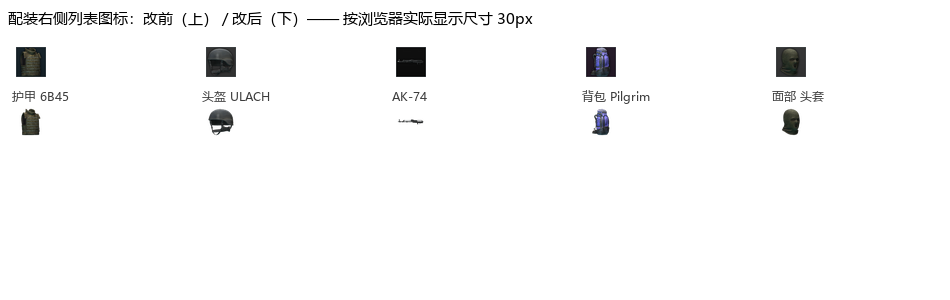 配装右侧列表图标：改前（上） / 改后（下）—— 按浏览器实际显示尺寸 30px
护甲 6B45
头盔 ULACH
AK-74
背包 Pilgrim
面部 头套